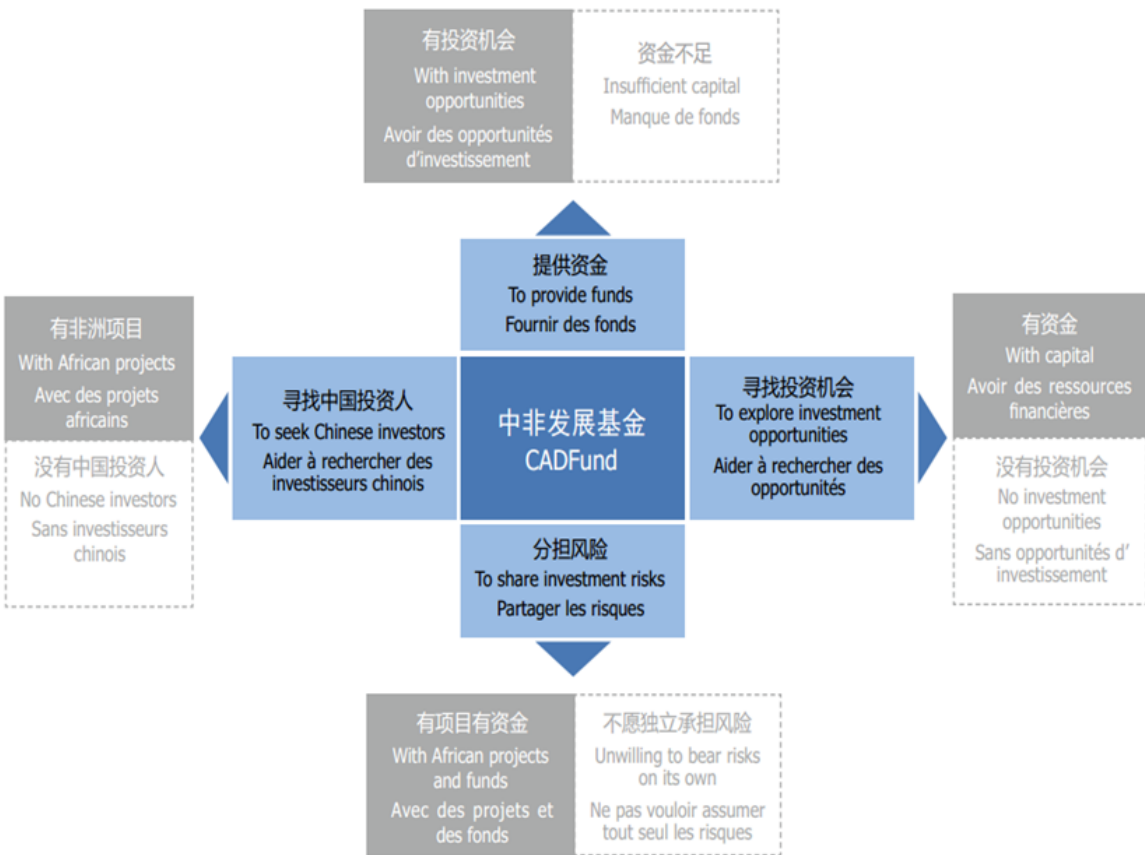 有投资机会
With investment
opportunities
Avoir des opportunités
d'investissement
资金不足
Insufficient capital
Manque de fonds
提供资金
To provide funds
Fournir des fonds
有非洲项目
With African projects
Avec des projets
africains
没有中国投资人
No Chinese investors
Sans investisseurs
chinois
寻找中国投资人
To seek Chinese investors
Aider à rechercher des
investisseurs chinois
中非发展基金
CADFund
寻找投资机会
To explore investment
opportunities
Aider à rechercher des
opportunités
有资金
With capital
Avoir des ressources
financières
没有投资机会
No investment
opportunities
Sans opportunités d'
investissement
分担风险
To share investment risks
Partager les risques
有项目有资金
With African projects
and funds
Avec des projets et
des fonds
不愿独立承担风险
Unwilling to bear risks
on its own
Ne pas vouloir assumer
tout seul les risques